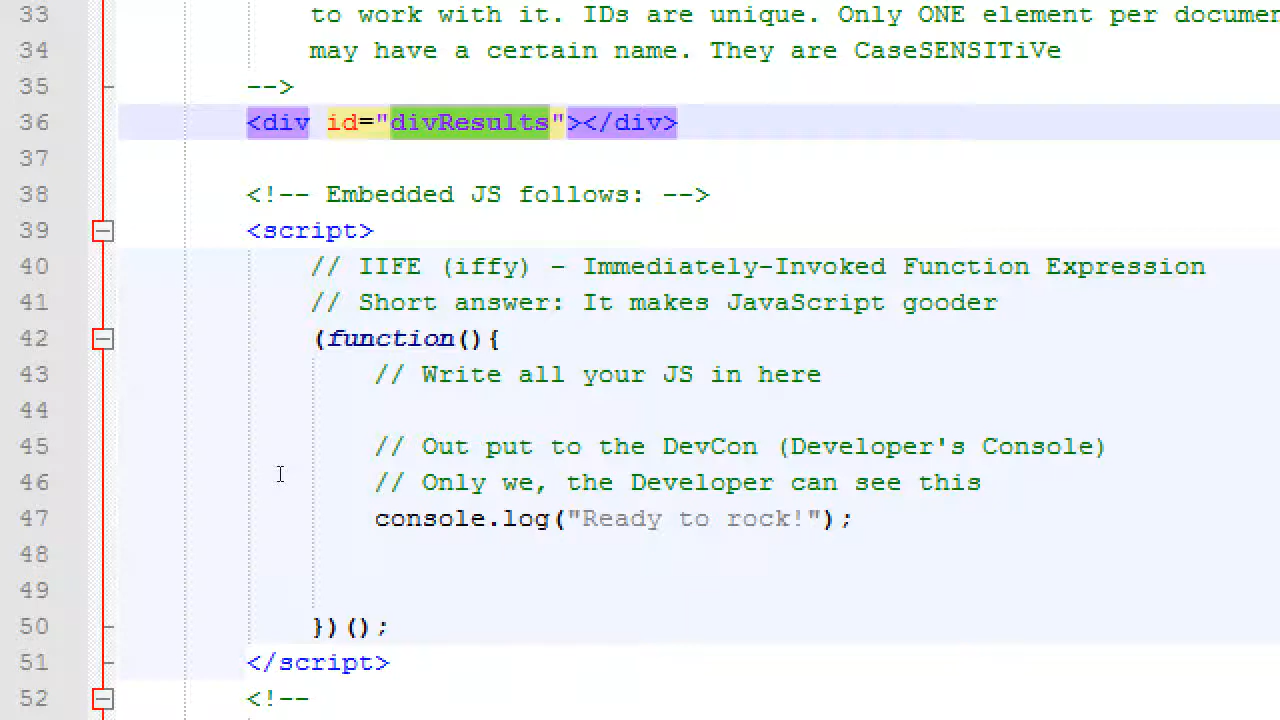 33 to work with it. IDs are unique. Only ONE element per documen
34 may have a certain name. They are CaseSENSITiVe
35 -->
36 <div id="divResults"></div>
37
38 <!-- Embedded JS follows: -->
39 <script>
40 // IIFE (iffy) - Immediately-Invoked Function Expression
41 // Short answer: It makes JavaScript gooder
42 (function(){
43 // Write all your JS in here
44
45 // Out put to the DevCon (Developer's Console)
46 // Only we, the Developer can see this
47 console.log("Ready to rock!");
48
49
50 })();
51 </script>
52 <!--